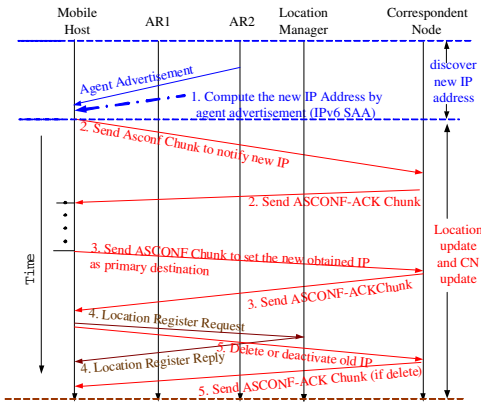 Mobile
Host
AR1
AR2
Location
Manager
Correspondent
Node
Agent Advertisement
discover
new IP
address
1. Compute the new IP Address by
agent advertisement (IPv6 SAA)
2. Send Asconf Chunk to notify new IP
2. Send ASCONF-ACK Chunk
Location
update
and CN
update
Time
3. Send ASCONF Chunk to set the new obtained IP
as primary destination
3. Send ASCONF-ACKChunk
4. Location Register Request
5. Delete or deactivate old IP
4. Location Register Reply
5. Send ASCONF-ACK Chunk (if delete)